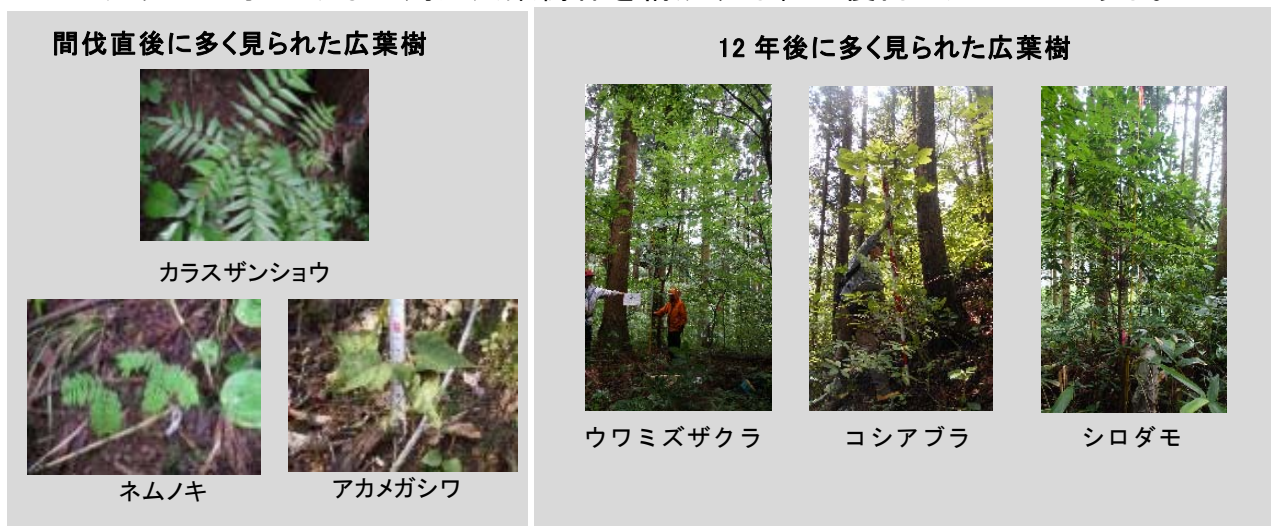 間伐直後に多く見られた広葉樹
カラスザンショウ
ネムノキ
アカメガシワ
12年後に多く見られた広葉樹
ウワミズザクラ
コシアブラ
シロダモ